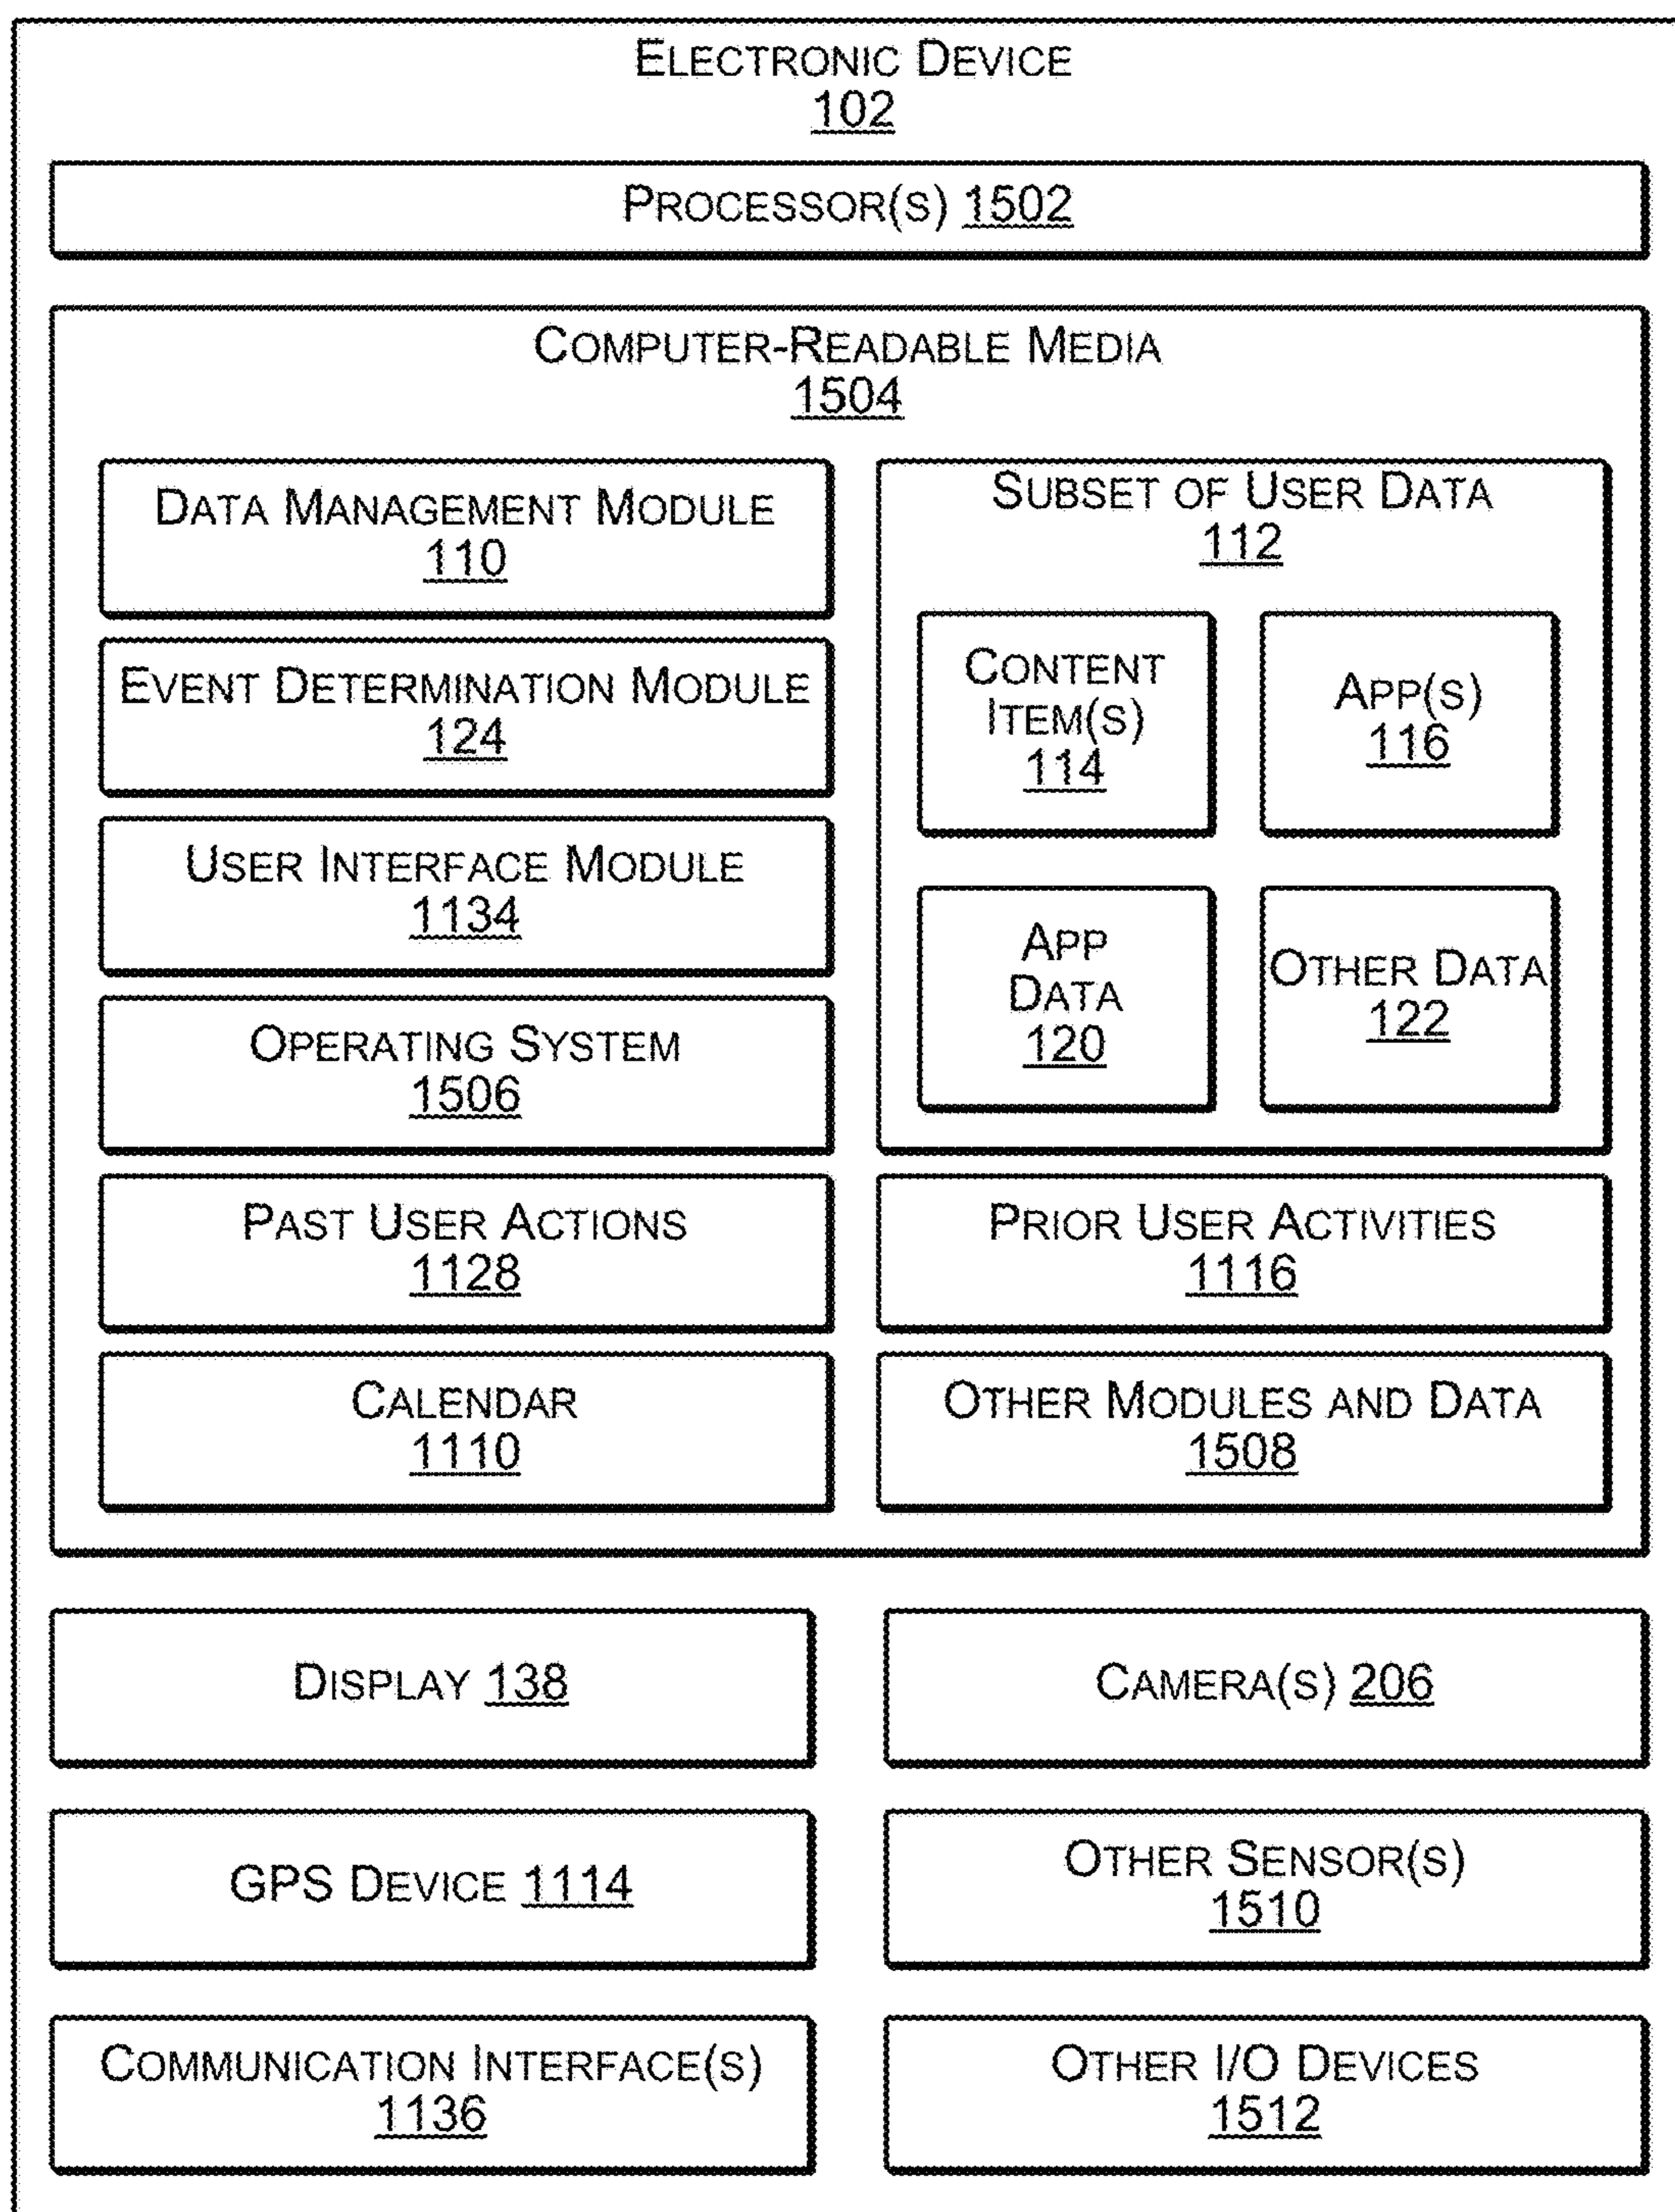 ELECTRONIC DEVICE
102
PROCESSOR(S) 1502
COMPUTER-READABLE MEDIA
1504
DATA MANAGEMENT MODULE
110
EVENT DETERMINATION MODULE
124
USER INTERFACE MODULE
1134
OPERATING SYSTEM
1506
PAST USER ACTIONS
1128
CALENDAR
1110
SUBSET OF USER DATA
112
CONTENT
ITEM(S)
114
APP(S)
116
APP
DATA
120
OTHER DATA
122
PRIOR USER ACTIVITIES
1116
OTHER MODULES AND DATA
1508
DISPLAY 138
CAMERA(S) 206
GPS DEVICE 1114
OTHER SENSOR(S)
1510
COMMUNICATION INTERFACE(S)
1136
OTHER I/O DEVICES
1512